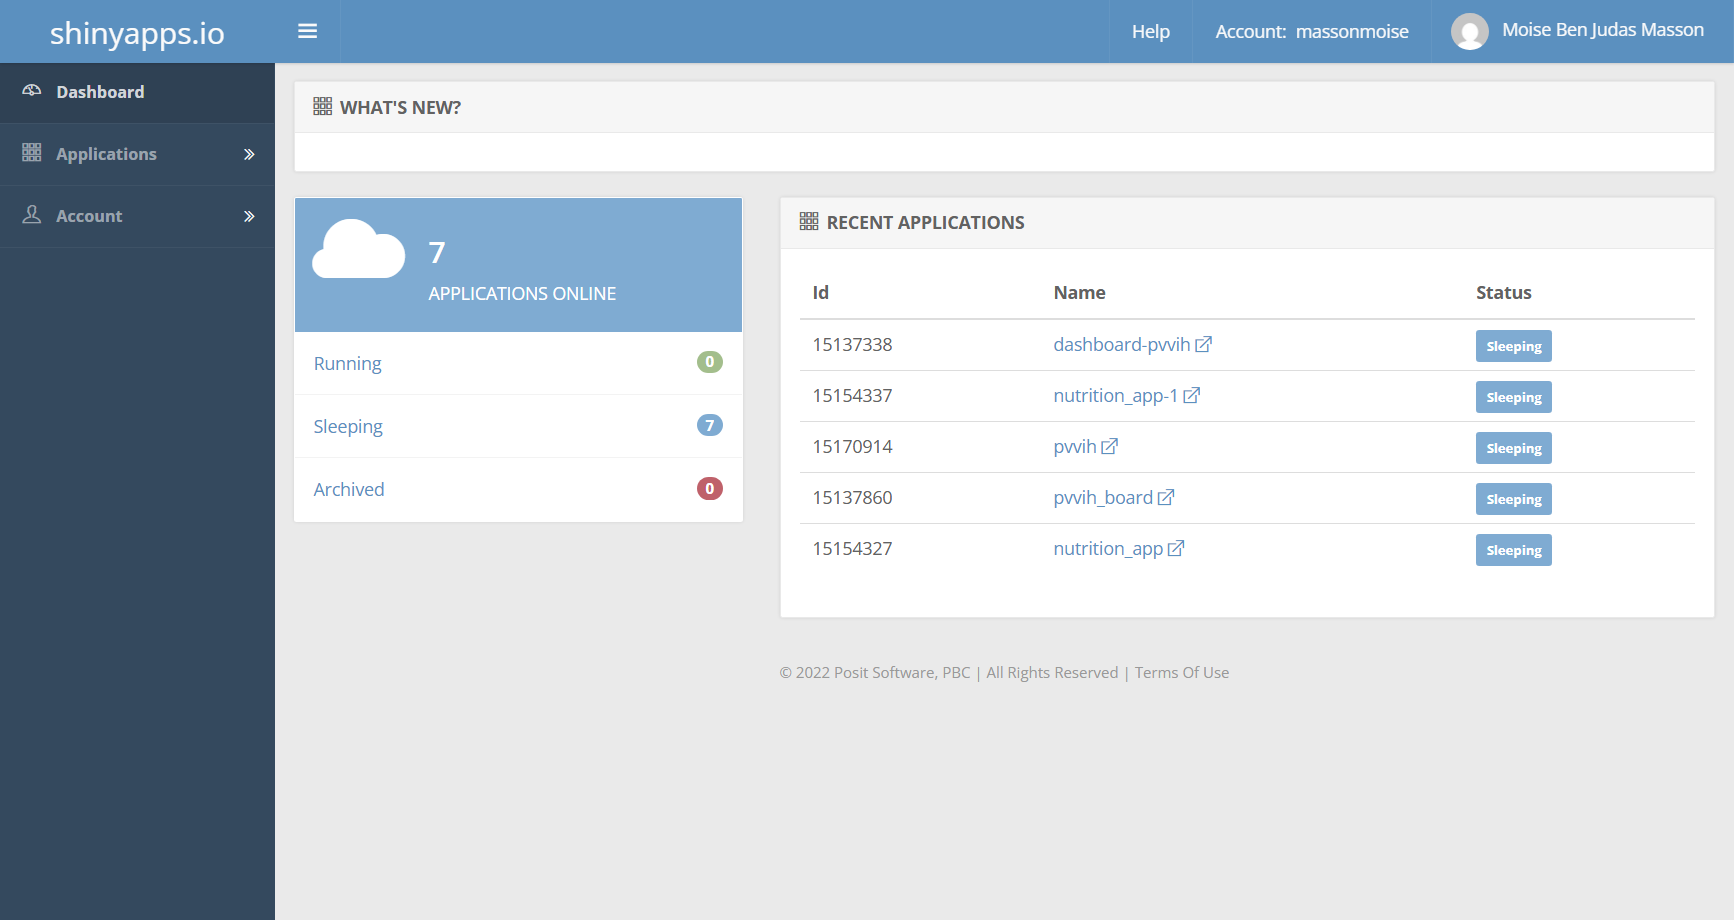 shinyapps.io
Help
Account: massonmoise
Moise Ben Judas Masson
Dashboard
Applications
Account
WHAT'S NEW?
7
APPLICATIONS ONLINE
Running 0
Sleeping 7
Archived 0
RECENT APPLICATIONS
Id Name Status
15137338 dashboard-pvvih Sleeping
15154337 nutrition_app-1 Sleeping
15170914 pvvih Sleeping
15137860 pvvih_board Sleeping
15154327 nutrition_app Sleeping
© 2022 Posit Software, PBC | All Rights Reserved | Terms Of Use